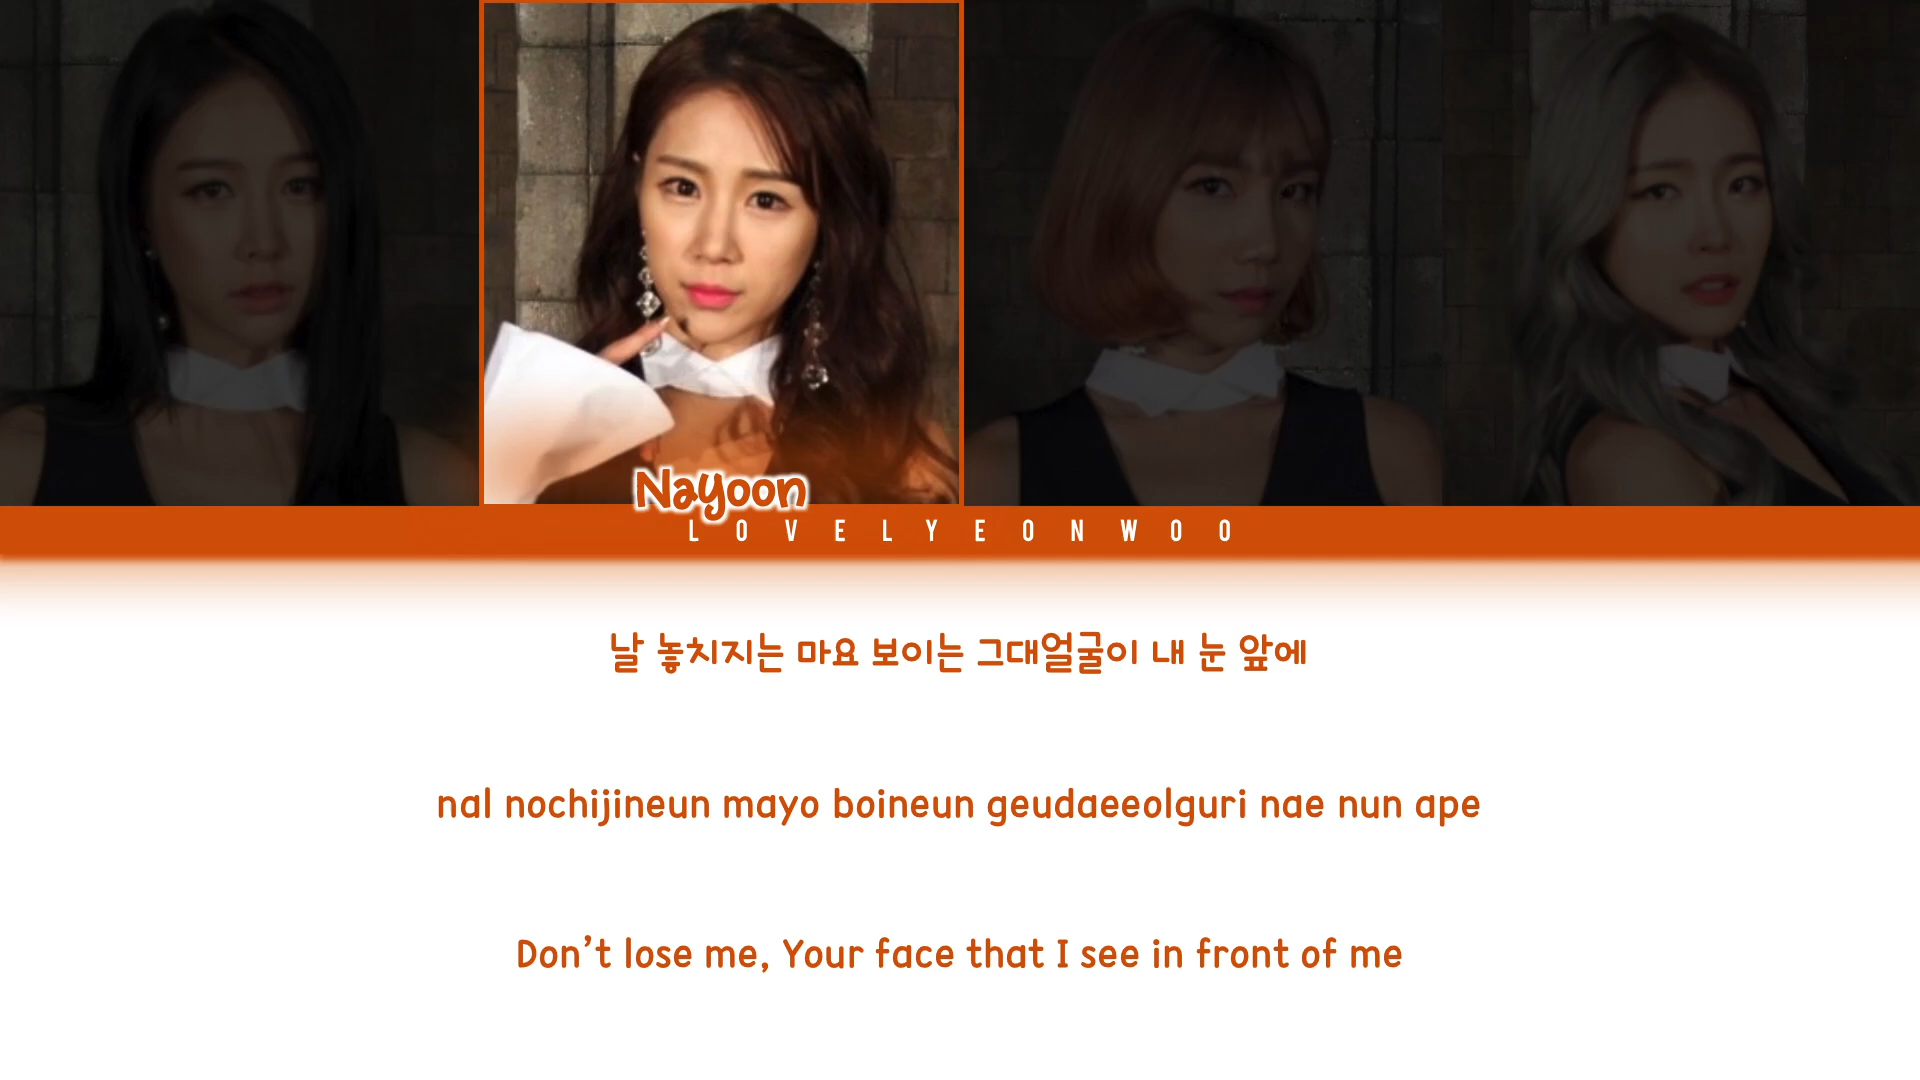 Nayoon
LOVELYEONWOO
날 놓치지는 마요 보이는 그대얼굴이 내 눈 앞에
nal nochijineun mayo boineun geudaeeolguri nae nun ape
Don’t lose me, Your face that I see in front of me